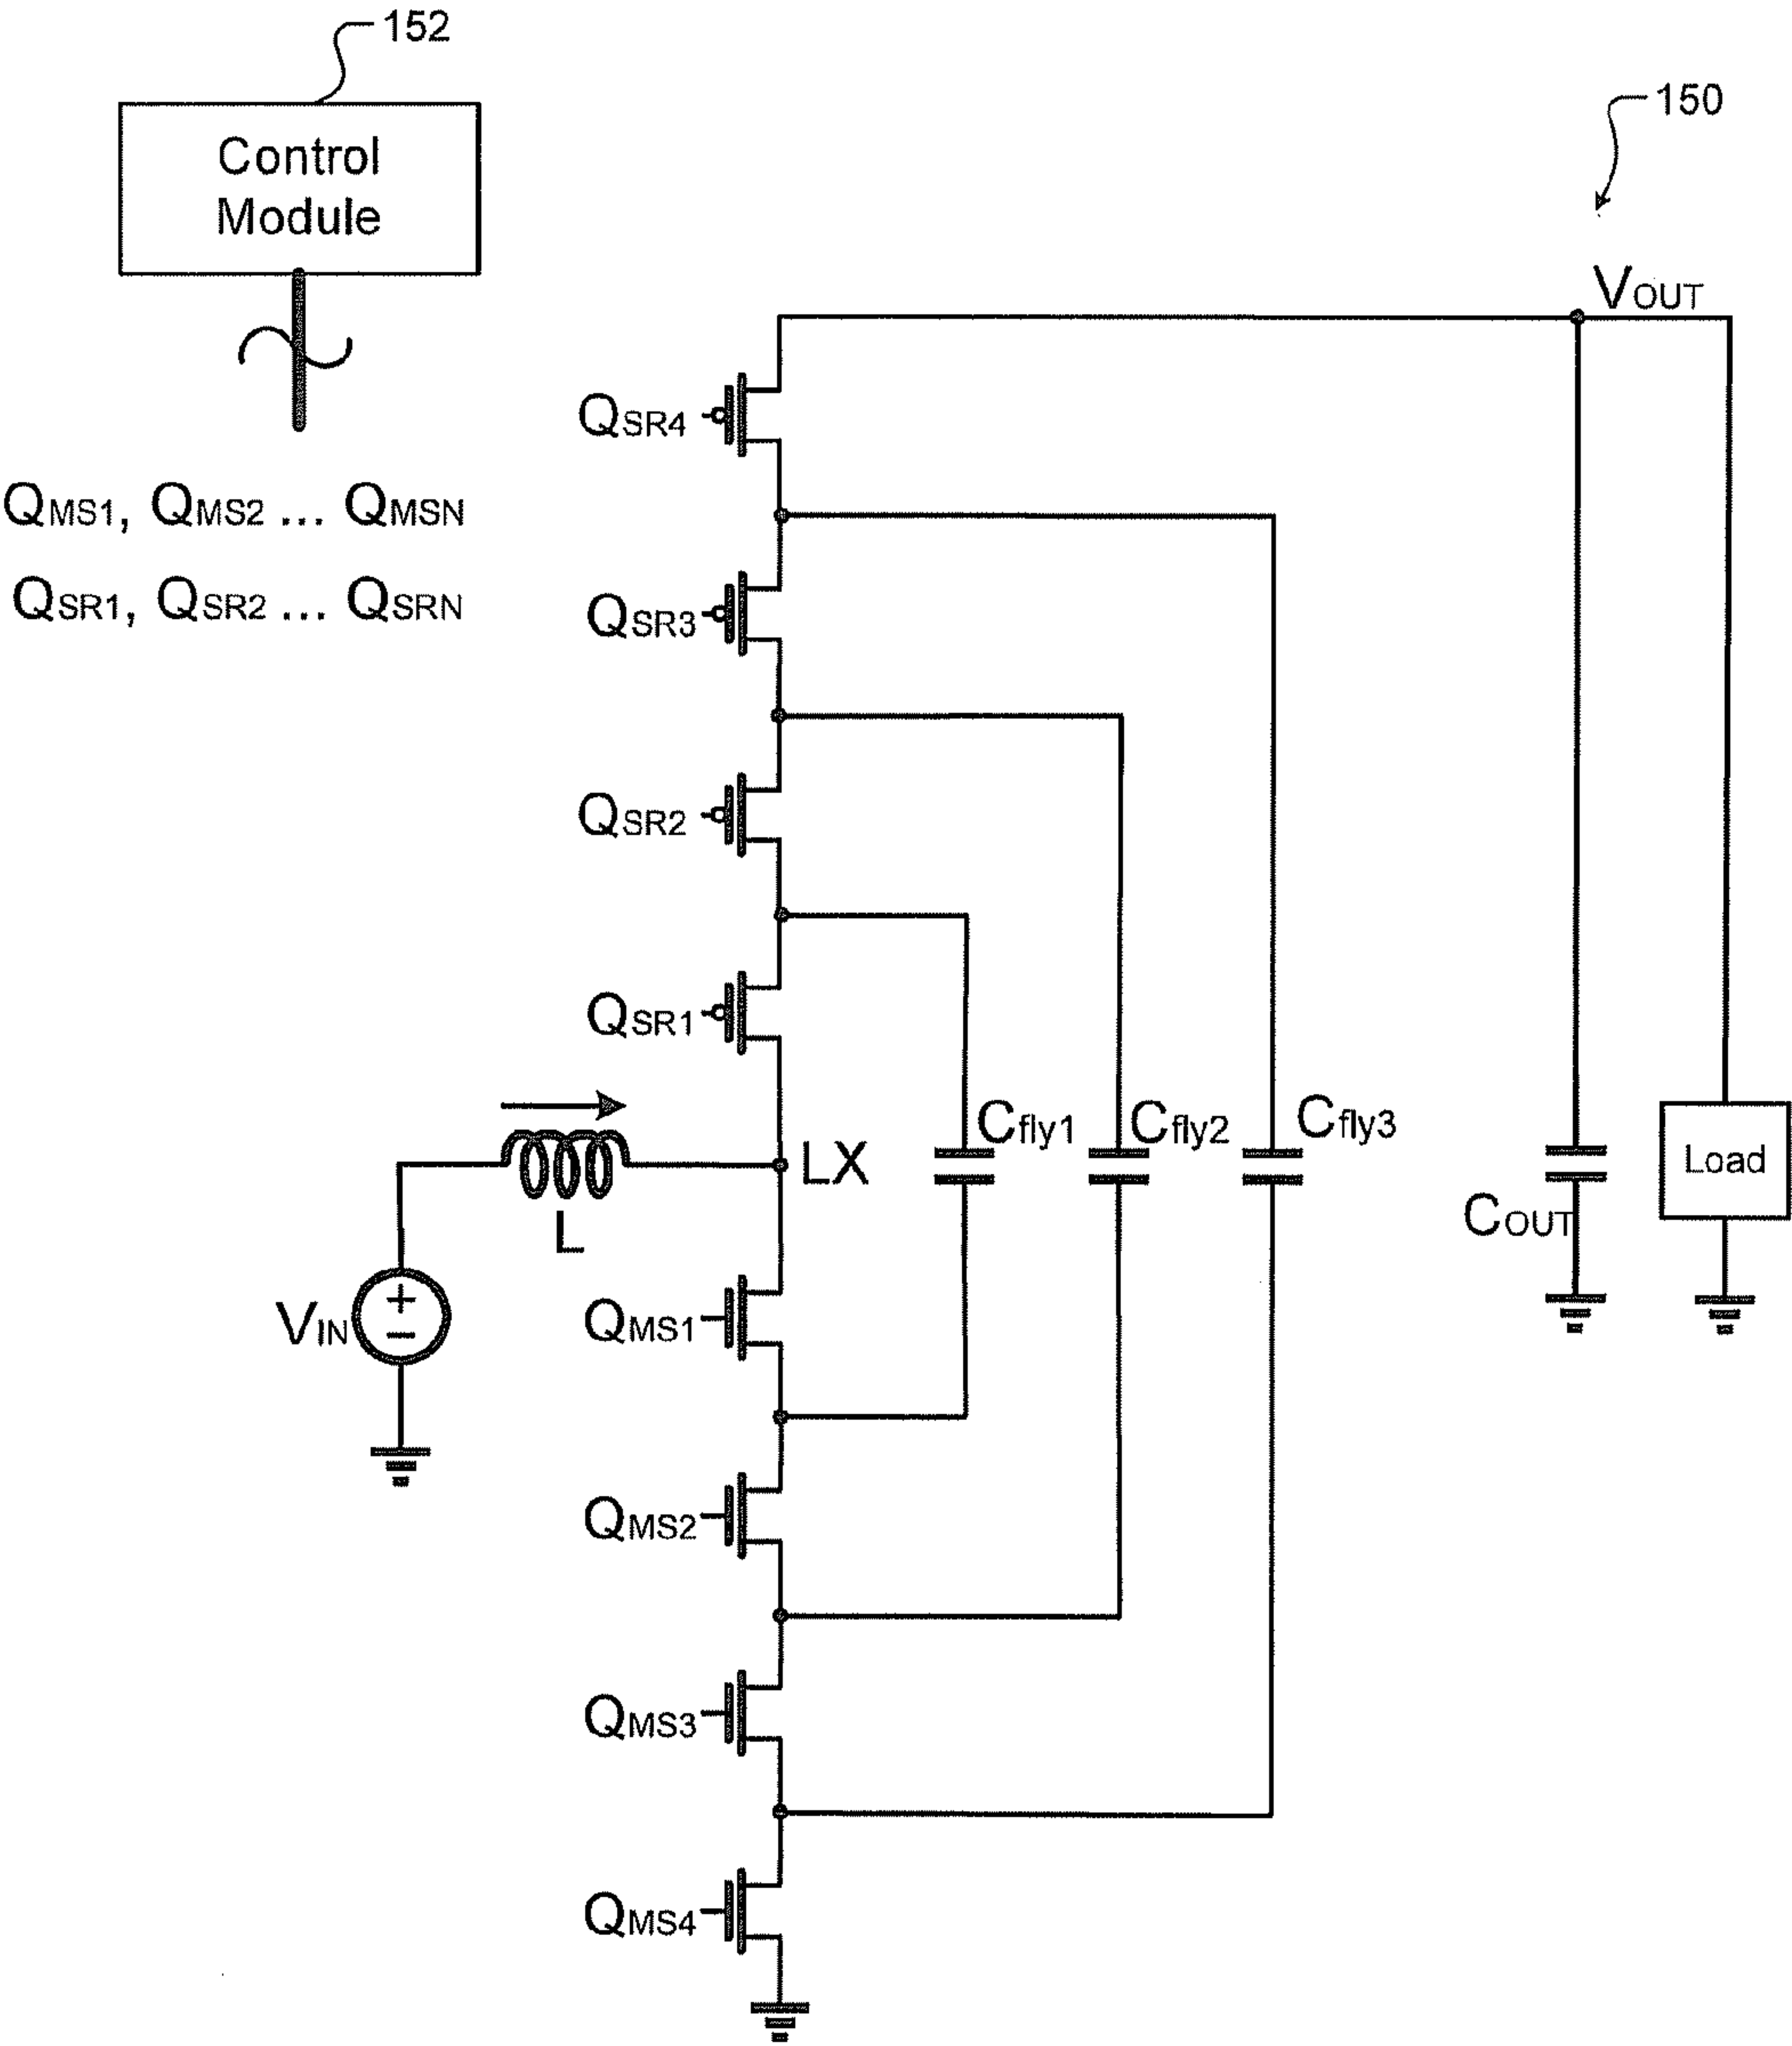 152
Control
Module
150
VOUT
QSR4
QMS1, QMS2 ... QMSN
QSR3
QSR1, QSR2 ... QSRN
QSR2
QSR1
Cfly1
Cfly2
Cfly3
LX
Load
L
COUT
VIN
+
−
QMS1
QMS2
QMS3
QMS4